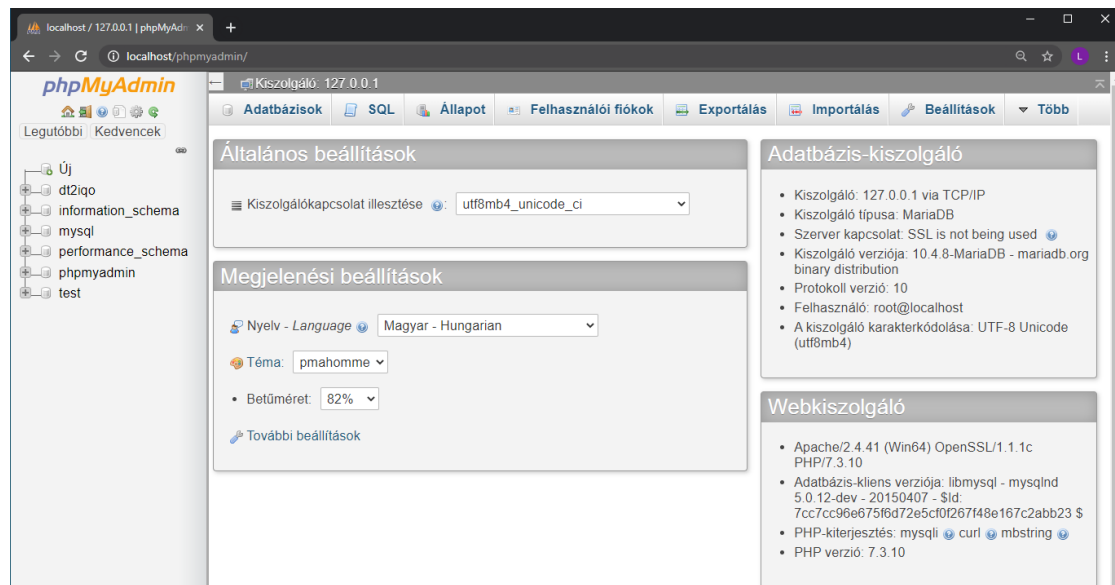 localhost / 127.0.0.1 | phpMyAdm
localhost/phpmyadmin/
L
phpMyAdmin
Legutóbbi Kedvencek
Új
dt2iqo
information_schema
mysql
performance_schema
phpmyadmin
test
Kiszolgáló: 127.0.0.1
Adatbázisok SQL Állapot Felhasználói fiókok Exportálás Importálás Beállítások Több
Általános beállítások
Kiszolgálókapcsolat illesztése : utf8mb4_unicode_ci
Megjelenési beállítások
Nyelv - Language Magyar - Hungarian
Téma: pmahomme
• Betűméret: 82%
További beállítások
Adatbázis-kiszolgáló
• Kiszolgáló: 127.0.0.1 via TCP/IP
• Kiszolgáló típusa: MariaDB
• Szerver kapcsolat: SSL is not being used
• Kiszolgáló verziója: 10.4.8-MariaDB - mariadb.org
binary distribution
• Protokoll verzió: 10
• Felhasználó: root@localhost
• A kiszolgáló karakterkódolása: UTF-8 Unicode
(utf8mb4)
Webkiszolgáló
• Apache/2.4.41 (Win64) OpenSSL/1.1.1c
PHP/7.3.10
• Adatbázis-kliens verziója: libmysql - mysqlnd
5.0.12-dev - 20150407 - $Id:
7cc7cc96e675f6d72e5cf0f267f48e167c2abb23 $
• PHP-kiterjesztés: mysqli curl mbstring
• PHP verzió: 7.3.10